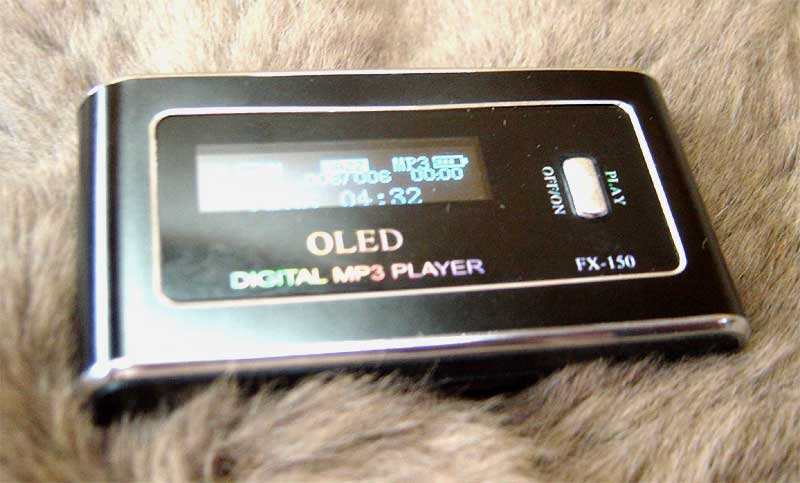 MP3
006/006 00:00
04:32
OLED
DIGITAL MP3 PLAYER
PLAY
OFF/ON
FX-150